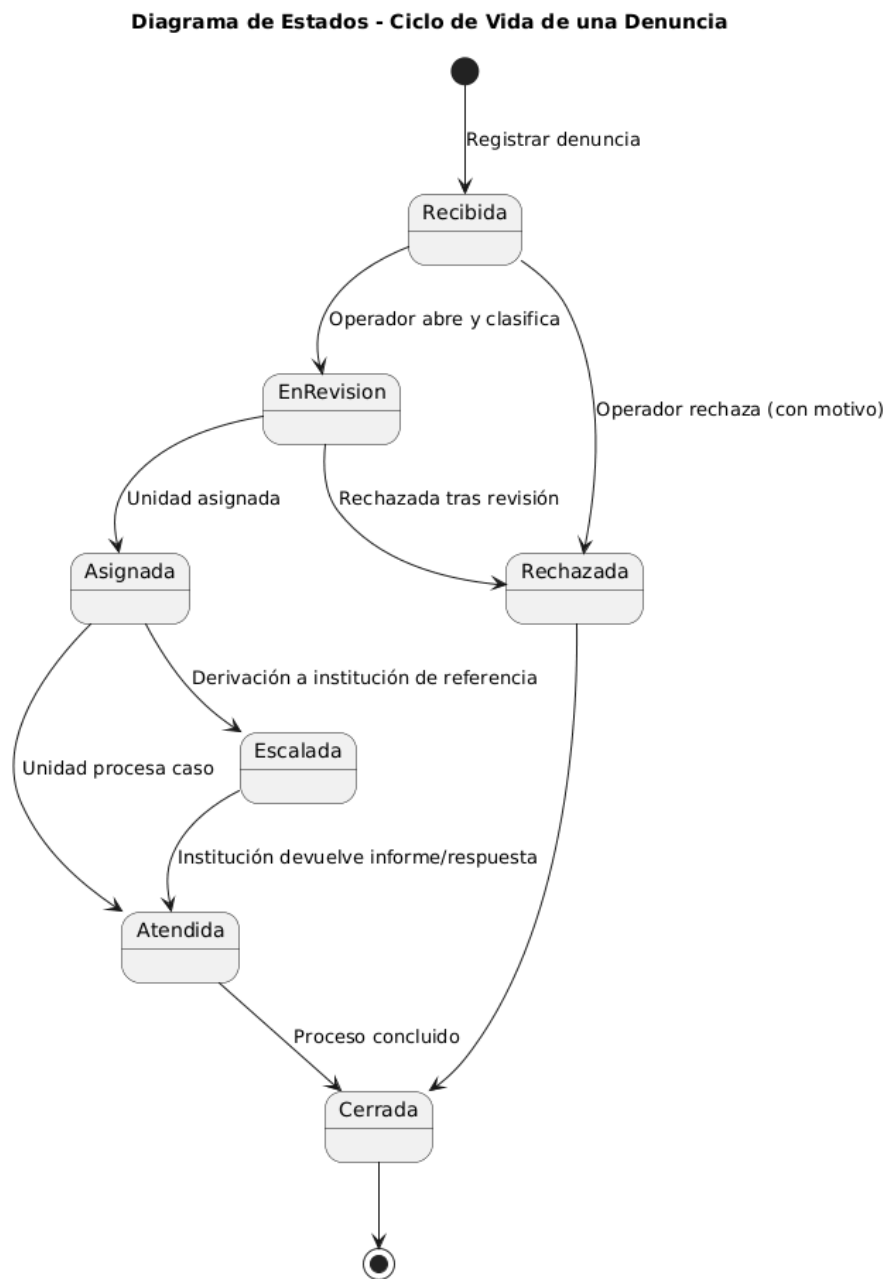 Diagrama de Estados - Ciclo de Vida de una Denuncia
Registrar denuncia
Recibida
Operador abre y clasifica
EnRevision
Operador rechaza (con motivo)
Unidad asignada
Rechazada tras revisión
Asignada
Rechazada
Derivación a institución de referencia
Escalada
Unidad procesa caso
Institución devuelve informe/respuesta
Atendida
Proceso concluido
Cerrada